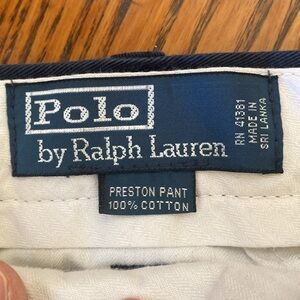 Polo
by Ralph Lauren
RN 41381
MADE IN
SRI LANKA
PRESTON PANT
100% COTTON